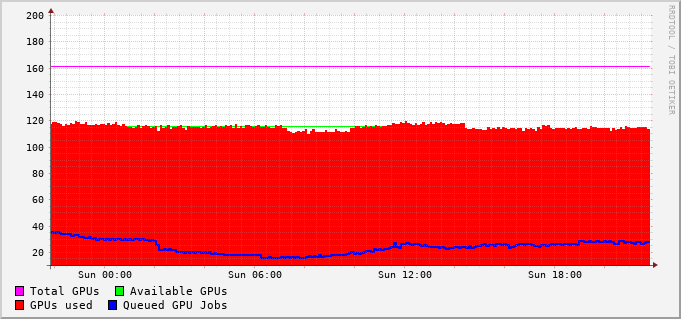 200
180
160
140
120
100
80
60
40
20
Sun 00:00 Sun 06:00 Sun 12:00 Sun 18:00
Total GPUs Available GPUs
GPUs used Queued GPU Jobs
RRDTOOL / TOBI OETIKER